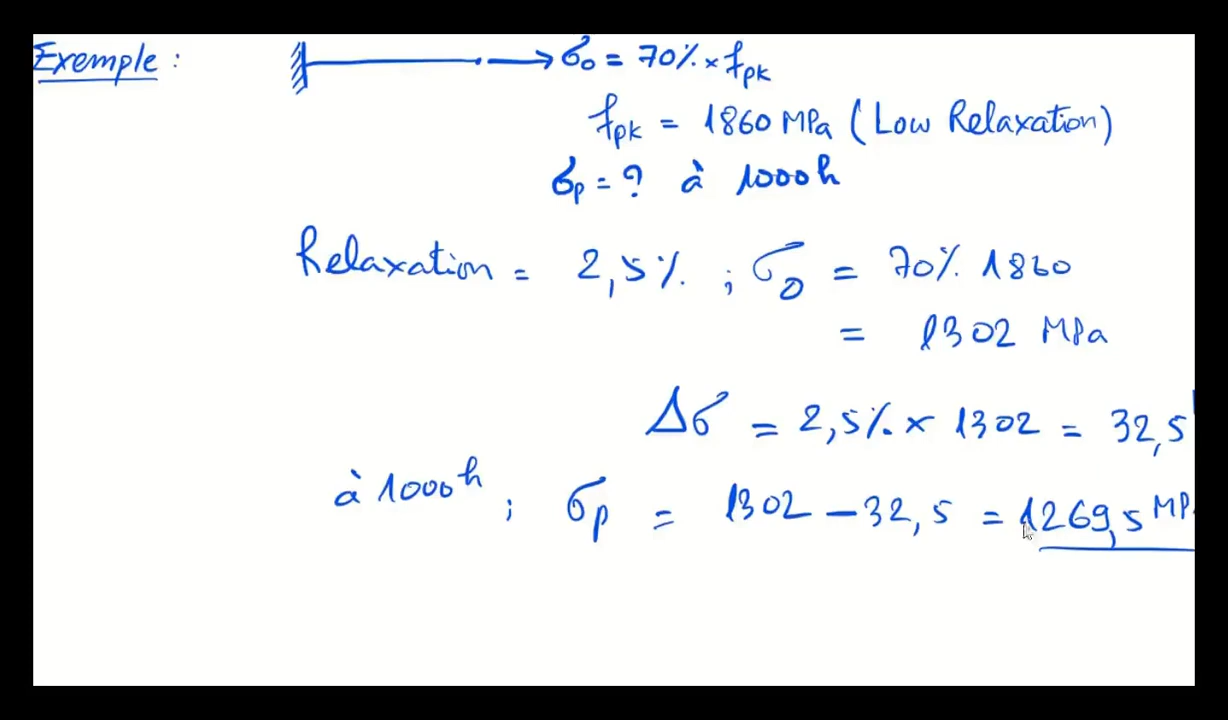 Exemple : σ₀ = 70% × fpk
fpk = 1860 MPa (Low Relaxation)
σp = ? à 1000h
Relaxation = 2,5% ; σ₀ = 70% 1860
= 1302 MPa
Δσ = 2,5% × 1302 = 32,5
à 1000h ; σp = 1302 – 32,5 = 1269,5 MP